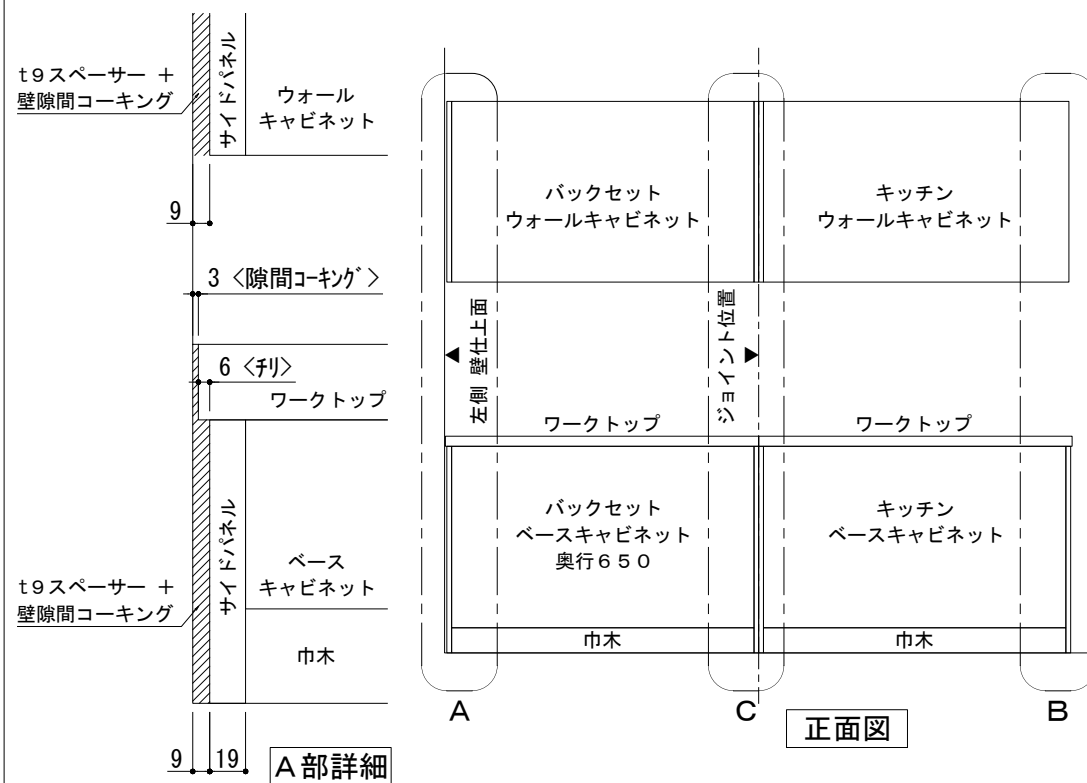 t9スペーサー ＋
壁隙間コーキング
サイドパネル
ウォール
キャビネット
9
3 〈隙間ｺｰｷﾝｸﾞ〉
6 〈ﾁﾘ〉
ワークトップ
サイドパネル
ベース
キャビネット
t9スペーサー ＋
壁隙間コーキング
巾木
9
19
A部詳細
バックセット
ウォールキャビネット
キッチン
ウォールキャビネット
左側 壁仕上面
ジョイント位置
ワークトップ
ワークトップ
バックセット
ベースキャビネット
奥行６５０
キッチン
ベースキャビネット
巾木
巾木
A
C
B
正面図